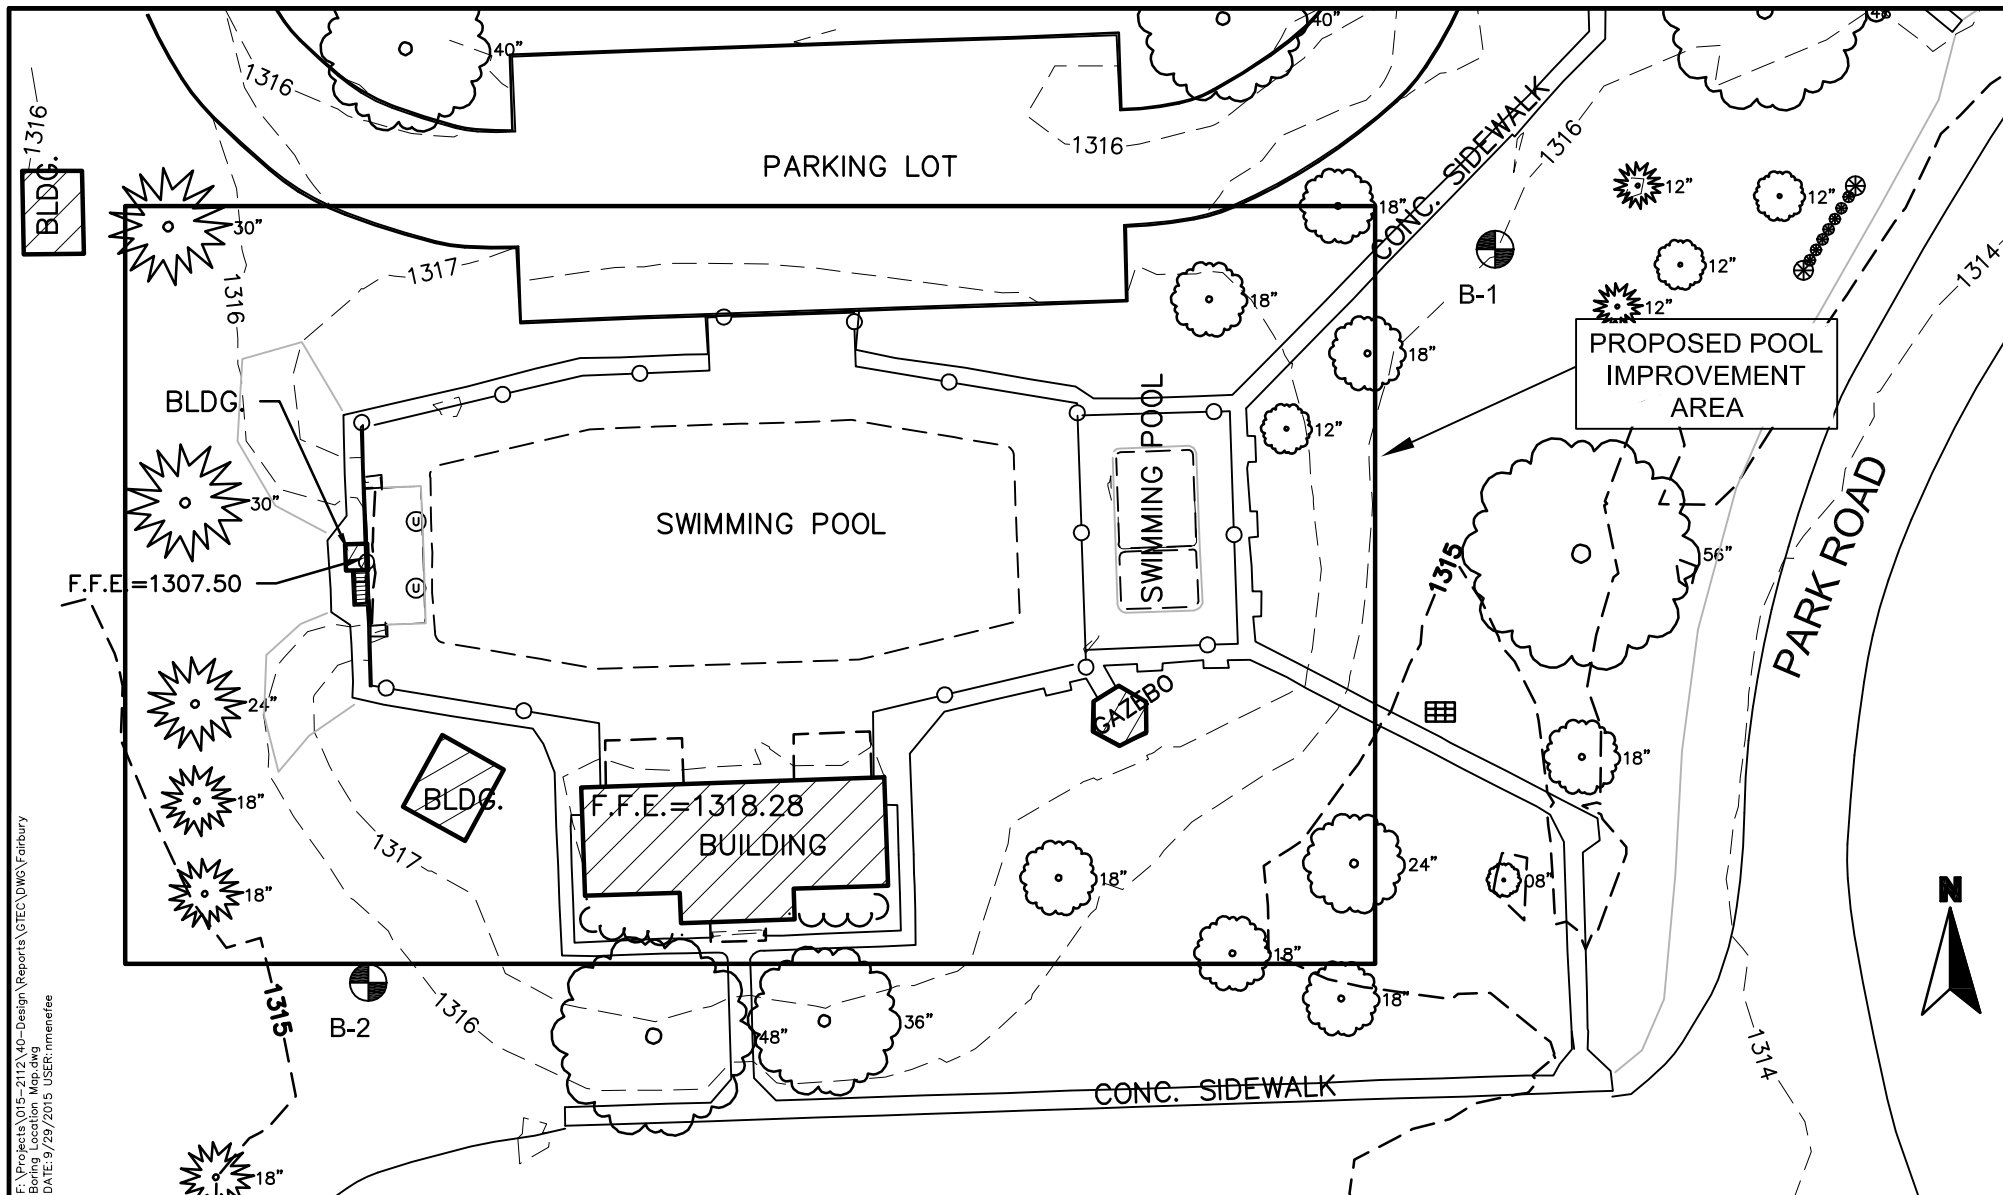 40"
40"
48
1316
1316
BLDG.
PARKING LOT
1316
CONC. SIDEWALK
1316
12"
12"
30"
18"
1317
1316
18"
12"
B-1
12"
1314
18"
PROPOSED POOL
IMPROVEMENT
AREA
BLDG.
12"
30"
SWIMMING POOL
SWIMMING POOL
1315
56"
F.F.E.=1307.50
PARK ROAD
24"
GAZEBO
18"
18"
BLDG.
F.F.E.=1318.28
BUILDING
1317
18"
24"
08"
18"
N
18"
1315
1316
B-2
18"
48"
36"
1314
CONC. SIDEWALK
18"
U
U
F:\Projects\015-2112\40-Design\Reports\GTEC\DWG\Fairbury
Boring Location Map.dwg
DATE: 9/29/2015 USER: nmenefee